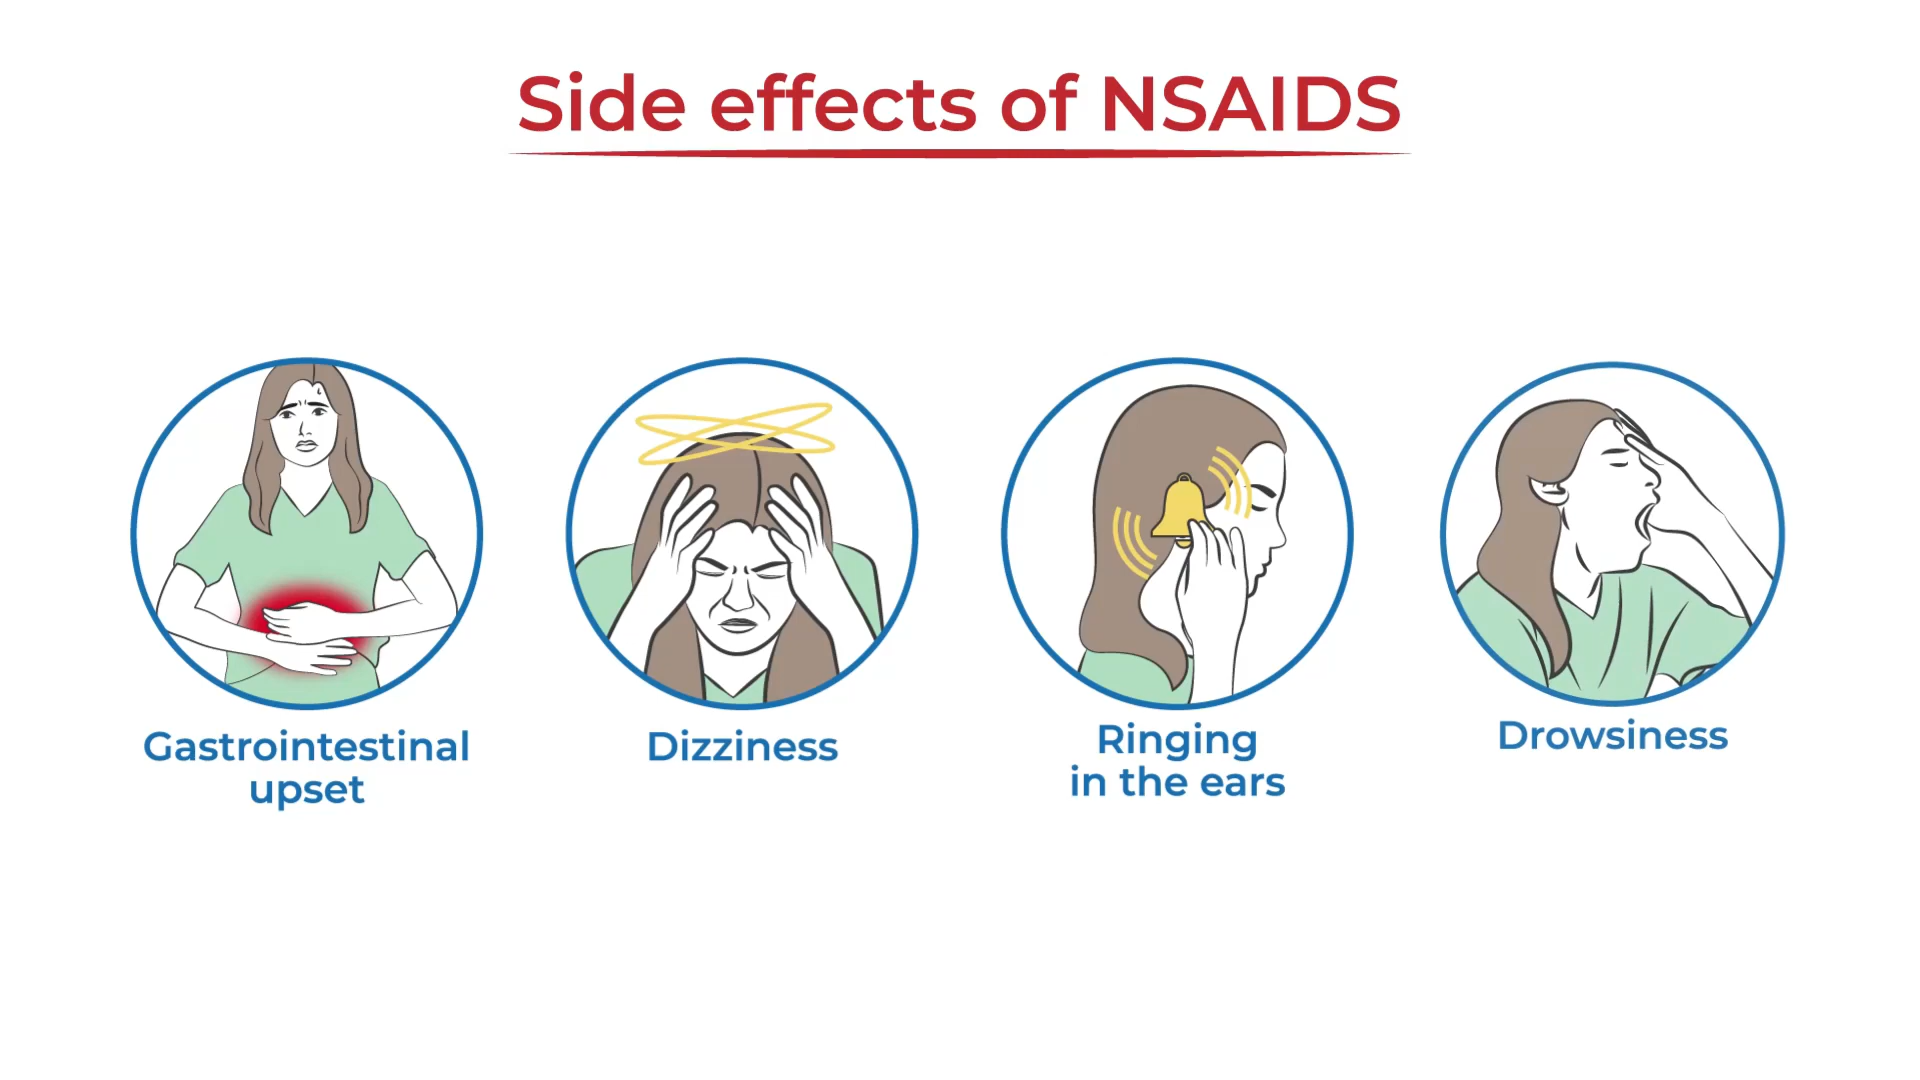 Side effects of NSAIDS
Gastrointestinal
upset
Dizziness
Ringing
in the ears
Drowsiness